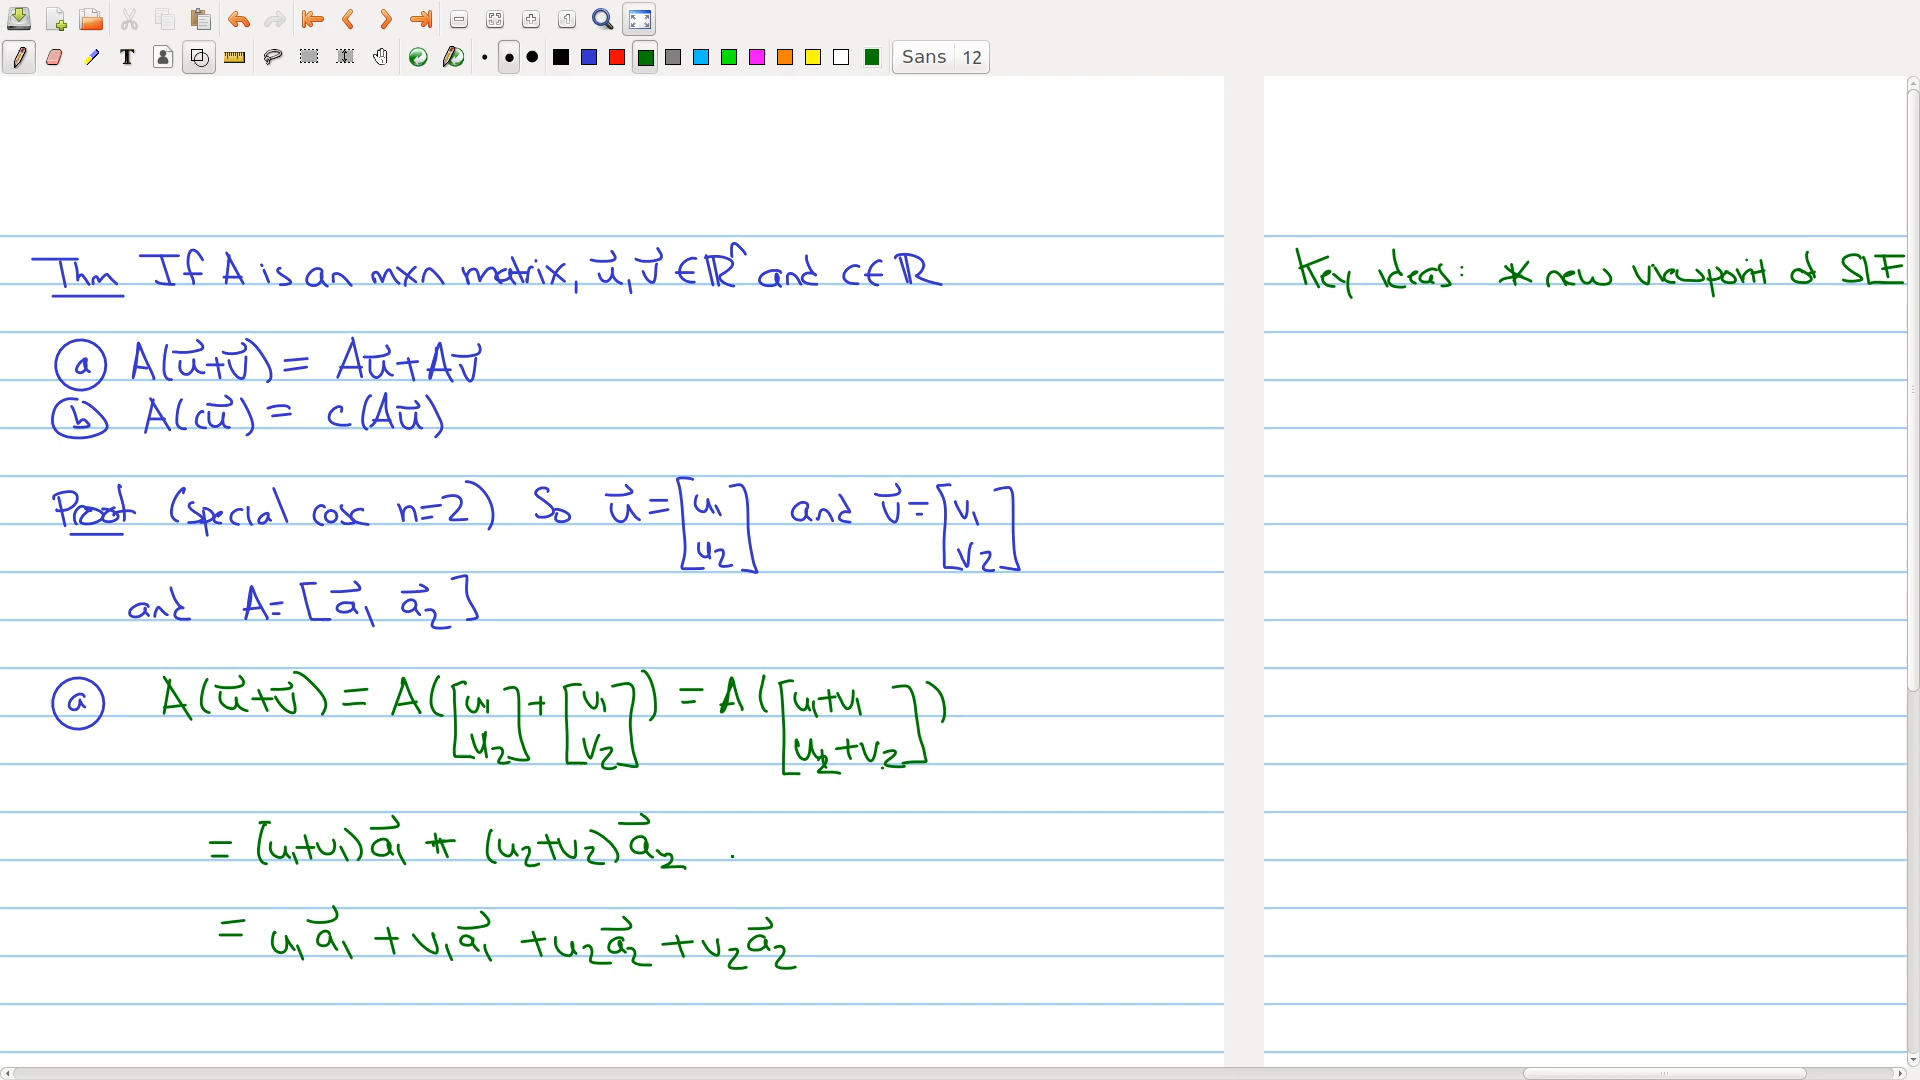 Sans 12
Thm If A is an mxn matrix, u⃗, v⃗ ∈ ℝⁿ and c ∈ ℝ
ⓐ A(u⃗+v⃗) = Au⃗+Av⃗
ⓑ A(cu⃗) = c(Au⃗)
Proof (special case n=2) So u⃗ = [u₁ u₂] and v⃗ = [v₁ v₂]
and A = [a⃗₁ a⃗₂]
ⓐ A(u⃗+v⃗) = A([u₁ u₂] + [v₁ v₂]) = A([u₁+v₁ u₂+v₂])
= (u₁+v₁)a⃗₁ + (u₂+v₂)a⃗₂ .
= u₁a⃗₁ + v₁a⃗₁ + u₂a⃗₂ + v₂a⃗₂
Key ideas: * new viewpoint of SLE